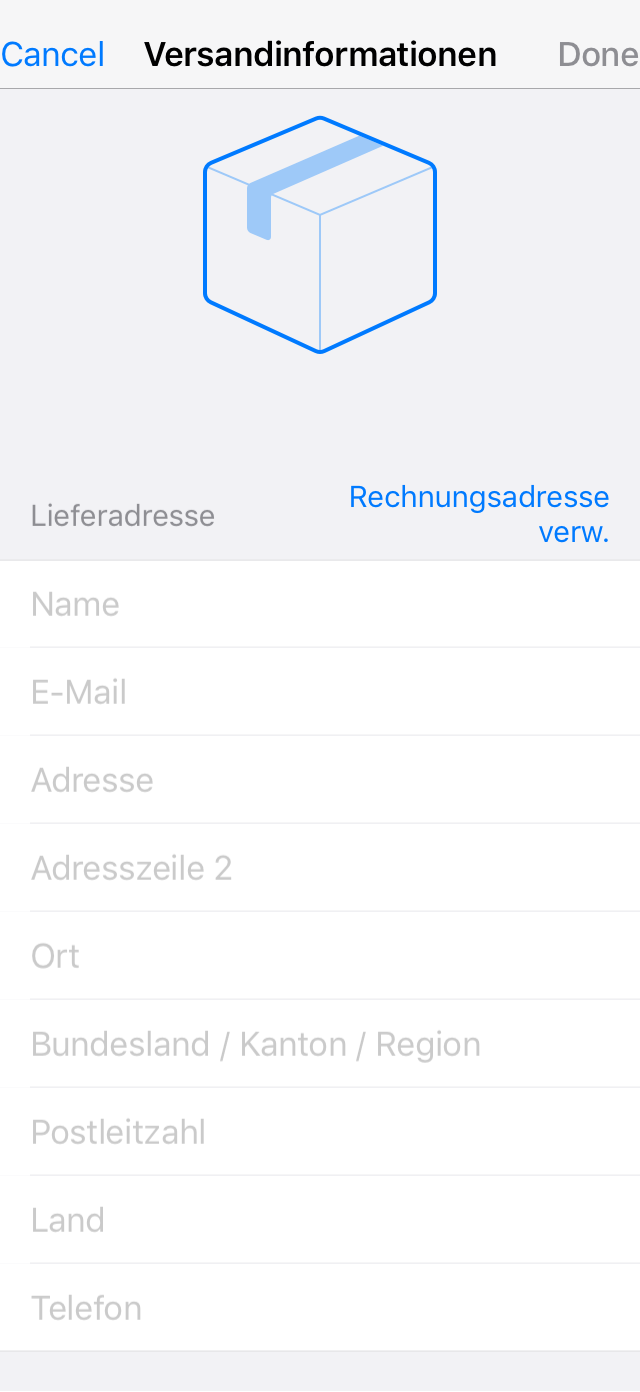 Cancel Versandinformationen Done
Lieferadresse
Rechnungsadresse
verw.
Name
E-Mail
Adresse
Adresszeile 2
Ort
Bundesland / Kanton / Region
Postleitzahl
Land
Telefon